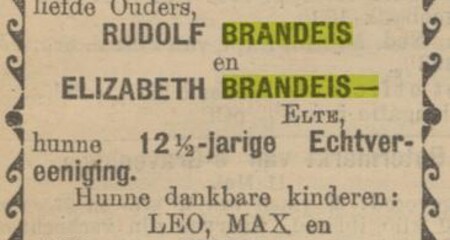 liefde Ouders,
RUDOLF BRANDEIS
en
ELIZABETH BRANDEIS—
ELTE,
hunne 12½-jarige Echtver-
eeniging.
Hunne dankbare kinderen:
LEO, MAX en